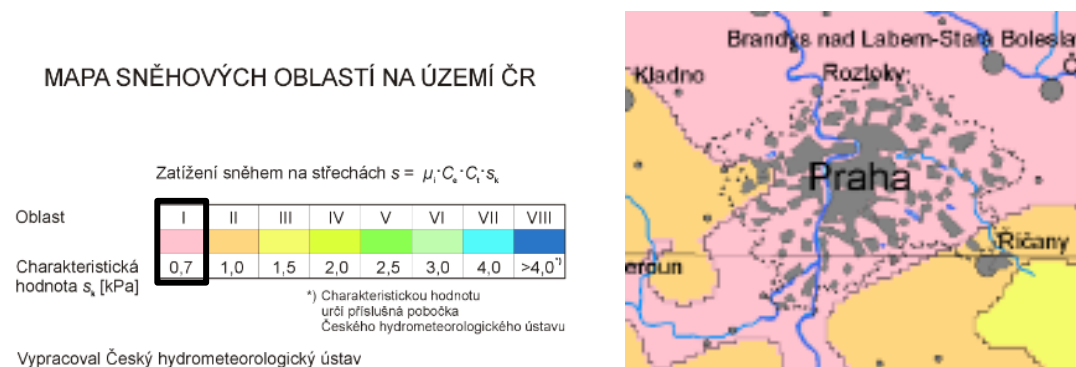 MAPA SNĚHOVÝCH OBLASTÍ NA ÚZEMÍ ČR
Zatížení sněhem na střechách s = μi·Ce·Ct·sk
Oblast I II III IV V VI VII VIII
Charakteristická
hodnota sk [kPa] 0,7 1,0 1,5 2,0 2,5 3,0 4,0 >4,0*)
*) Charakteristickou hodnotu
určí příslušná pobočka
Českého hydrometeorologického ústavu
Vypracoval Český hydrometeorologický ústav
Brandýs nad Labem-Stará Boleslav
Kladno
Roztoky
Praha
Říčany